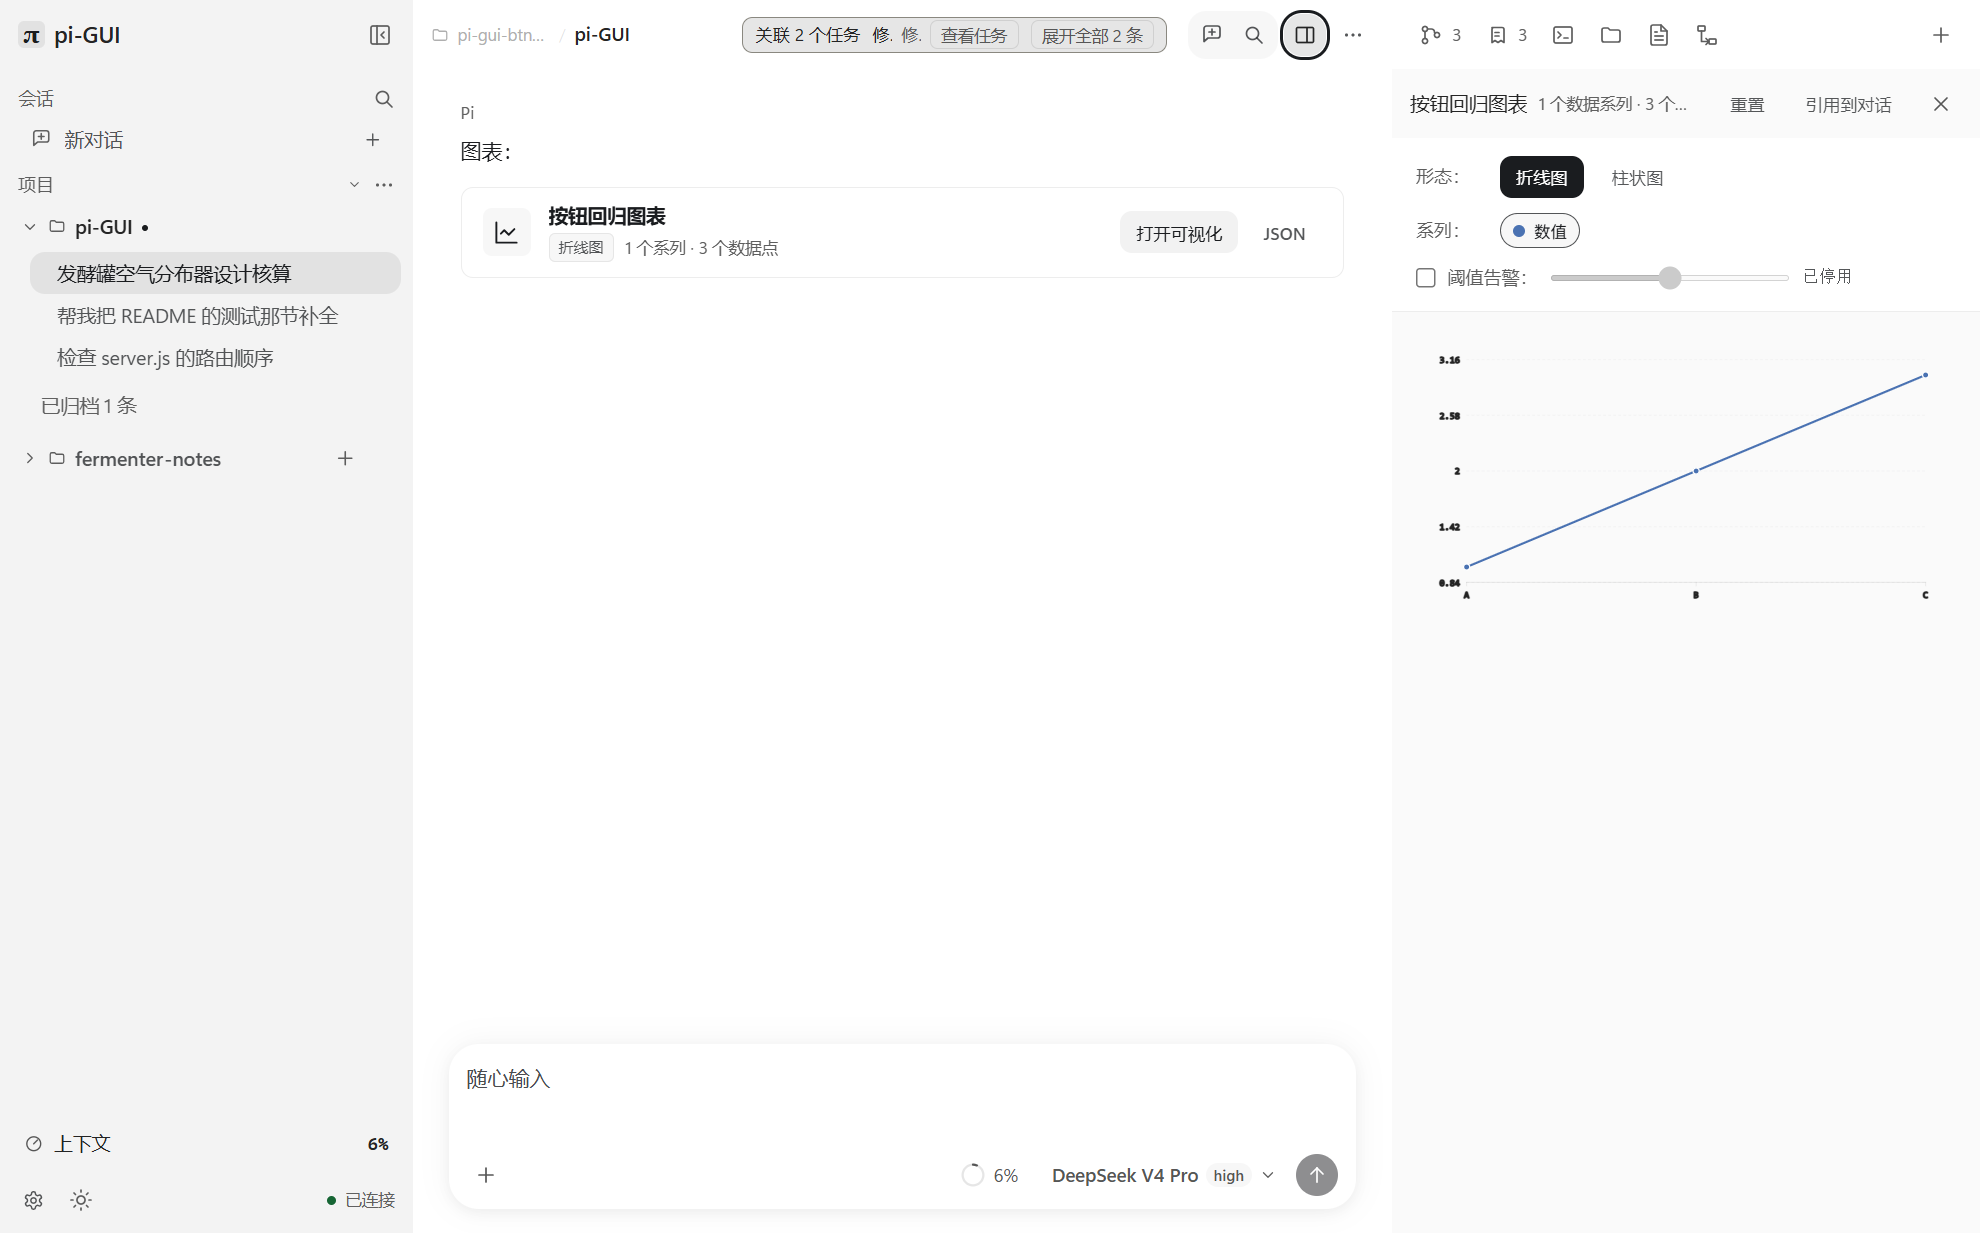 π pi-GUI
会话
新对话
项目
pi-GUI
发酵罐空气分布器设计核算
帮我把 README 的测试那节补全
检查 server.js 的路由顺序
已归档 1 条
fermenter-notes
上下文 6%
已连接
pi-gui-btn... / pi-GUI
关联 2 个任务 修. 修. 查看任务 展开全部 2 条
Pi
图表：
按钮回归图表
折线图 1 个系列 · 3 个数据点
打开可视化 JSON
随心输入
6% DeepSeek V4 Pro high
3 3
按钮回归图表 1 个数据系列 · 3 个... 重置 引用到对话
形态： 折线图 柱状图
系列： 数值
阈值告警： 已停用
3.16
2.58
2
1.42
0.84
A B C